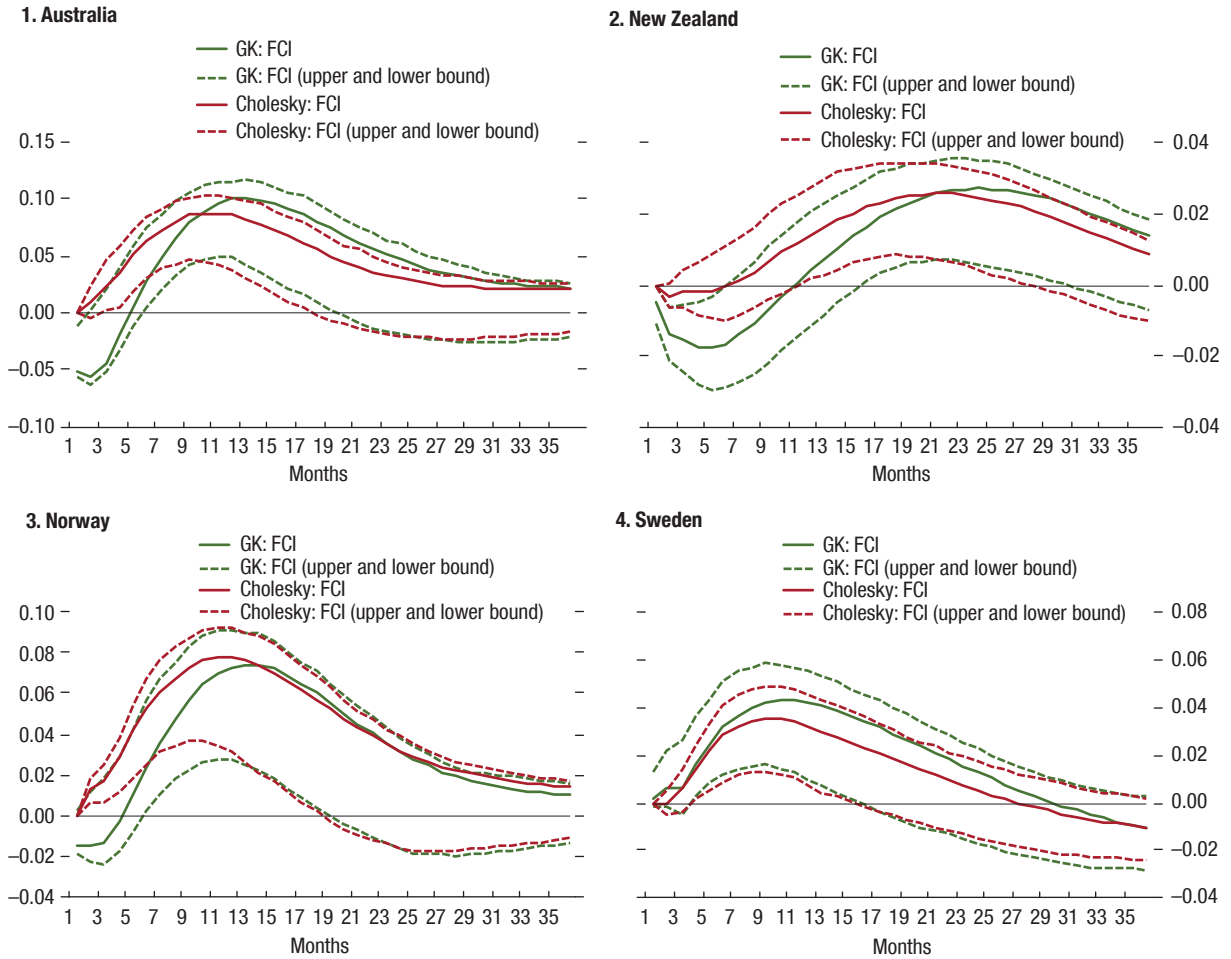 1. Australia
GK: FCI
GK: FCI (upper and lower bound)
Cholesky: FCI
Cholesky: FCI (upper and lower bound)
0.15
0.10
0.05
0.00
–0.05
–0.10
1 3 5 7 9 11 13 15 17 19 21 23 25 27 29 31 33 35
Months
2. New Zealand
GK: FCI
GK: FCI (upper and lower bound)
Cholesky: FCI
Cholesky: FCI (upper and lower bound)
0.04
0.02
0.00
–0.02
–0.04
1 3 5 7 9 11 13 15 17 19 21 23 25 27 29 31 33 35
Months
3. Norway
GK: FCI
GK: FCI (upper and lower bound)
Cholesky: FCI
Cholesky: FCI (upper and lower bound)
0.10
0.08
0.06
0.04
0.02
0.00
–0.02
–0.04
1 3 5 7 9 11 13 15 17 19 21 23 25 27 29 31 33 35
Months
4. Sweden
GK: FCI
GK: FCI (upper and lower bound)
Cholesky: FCI
Cholesky: FCI (upper and lower bound)
0.08
0.06
0.04
0.02
0.00
–0.02
–0.04
1 3 5 7 9 11 13 15 17 19 21 23 25 27 29 31 33 35
Months